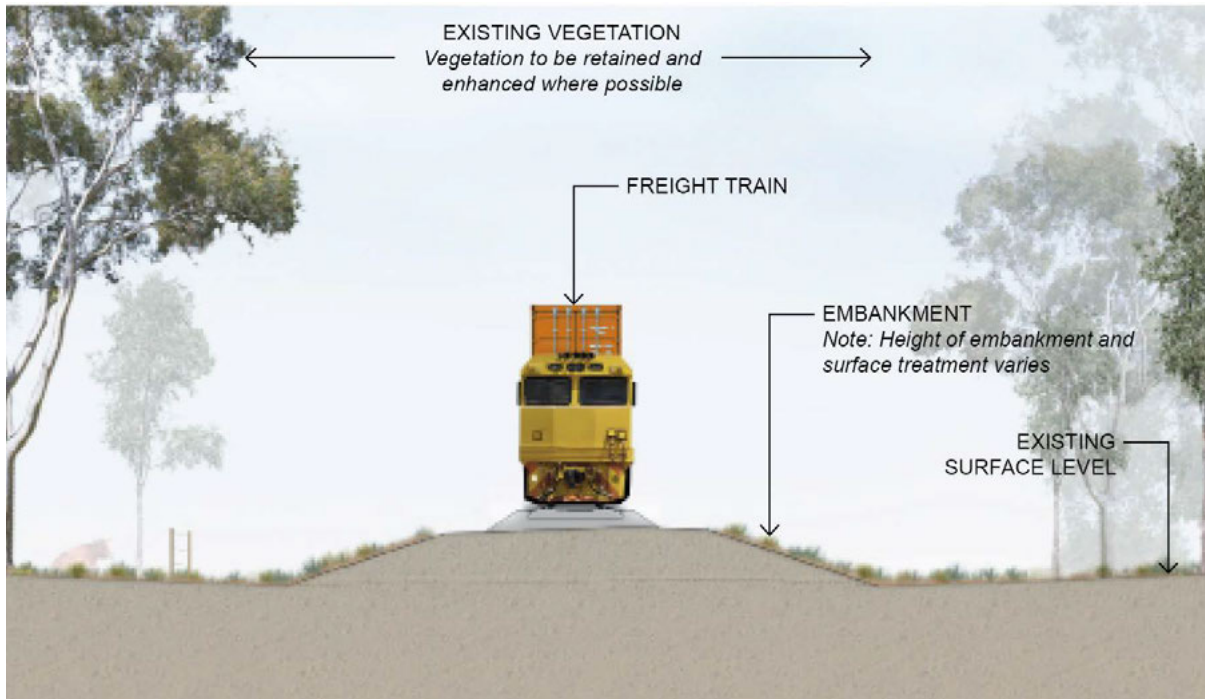 EXISTING VEGETATION
Vegetation to be retained and
enhanced where possible
FREIGHT TRAIN
EMBANKMENT
Note: Height of embankment and
surface treatment varies
EXISTING
SURFACE LEVEL